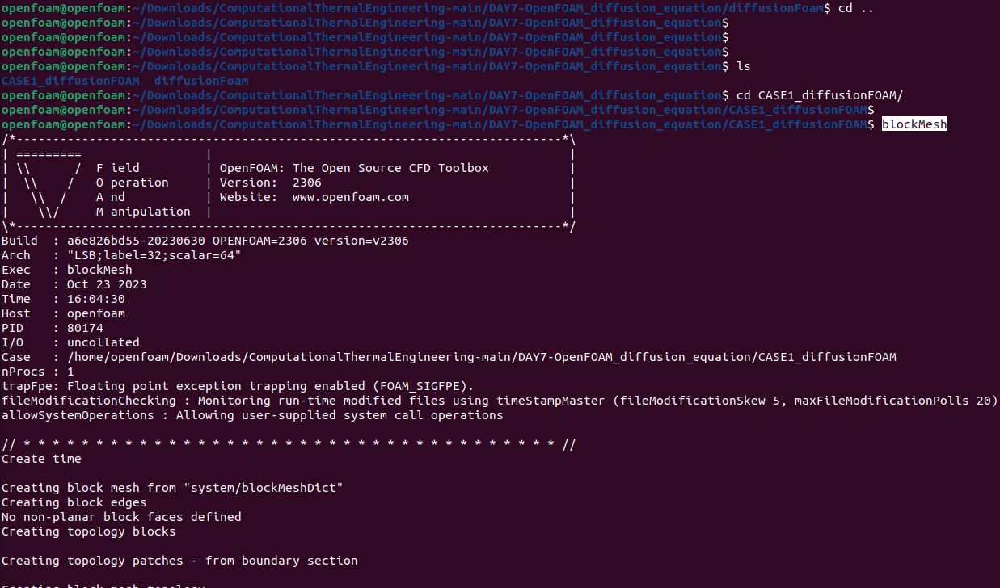 openfoam@openfoam:~/Downloads/ComputationalThermalEngineering-main/DAY7-OpenFOAM_diffusion_equation/diffusionFoam$ cd ..
openfoam@openfoam:~/Downloads/ComputationalThermalEngineering-main/DAY7-OpenFOAM_diffusion_equation$
openfoam@openfoam:~/Downloads/ComputationalThermalEngineering-main/DAY7-OpenFOAM_diffusion_equation$
openfoam@openfoam:~/Downloads/ComputationalThermalEngineering-main/DAY7-OpenFOAM_diffusion_equation$
openfoam@openfoam:~/Downloads/ComputationalThermalEngineering-main/DAY7-OpenFOAM_diffusion_equation$ ls
CASE1_diffusionFOAM  diffusionFoam
openfoam@openfoam:~/Downloads/ComputationalThermalEngineering-main/DAY7-OpenFOAM_diffusion_equation$ cd CASE1_diffusionFOAM/
openfoam@openfoam:~/Downloads/ComputationalThermalEngineering-main/DAY7-OpenFOAM_diffusion_equation/CASE1_diffusionFOAM$
openfoam@openfoam:~/Downloads/ComputationalThermalEngineering-main/DAY7-OpenFOAM_diffusion_equation/CASE1_diffusionFOAM$ blockMesh
/*---------------------------------------------------------------------------*\
| =========                 |                                                 |
| \\      /  F ield         | OpenFOAM: The Open Source CFD Toolbox           |
|  \\    /   O peration     | Version:  2306                                  |
|   \\  /    A nd           | Website:  www.openfoam.com                      |
|    \\/     M anipulation  |                                                 |
\*---------------------------------------------------------------------------*/
Build  : a6e826bd55-20230630 OPENFOAM=2306 version=v2306
Arch   : "LSB;label=32;scalar=64"
Exec   : blockMesh
Date   : Oct 23 2023
Time   : 16:04:30
Host   : openfoam
PID    : 80174
I/O    : uncollated
Case   : /home/openfoam/Downloads/ComputationalThermalEngineering-main/DAY7-OpenFOAM_diffusion_equation/CASE1_diffusionFOAM
nProcs : 1
trapFpe: Floating point exception trapping enabled (FOAM_SIGFPE).
fileModificationChecking : Monitoring run-time modified files using timeStampMaster (fileModificationSkew 5, maxFileModificationPolls 20)
allowSystemOperations : Allowing user-supplied system call operations
// * * * * * * * * * * * * * * * * * * * * * * * * * * * * * * * * * * * * * //
Create time
Creating block mesh from "system/blockMeshDict"
Creating block edges
No non-planar block faces defined
Creating topology blocks
Creating topology patches - from boundary section
Creating block mesh topology